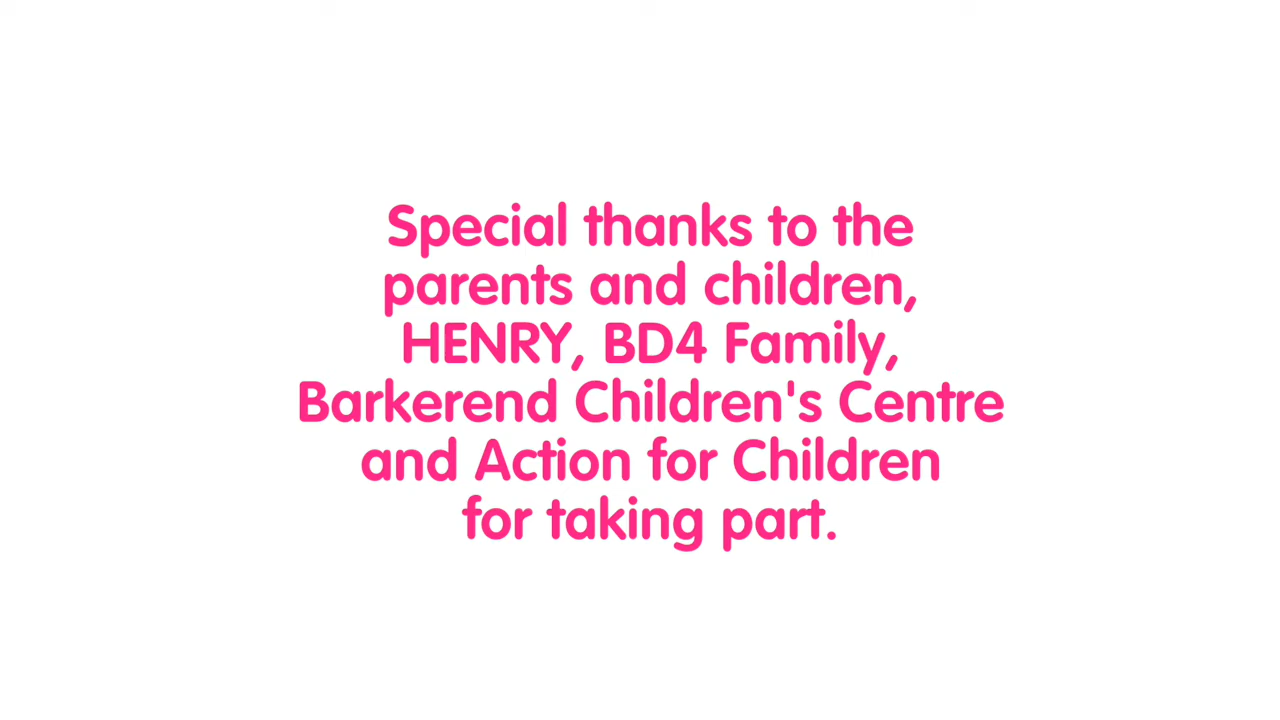 Special thanks to the
parents and children,
HENRY, BD4 Family,
Barkerend Children's Centre
and Action for Children
for taking part.